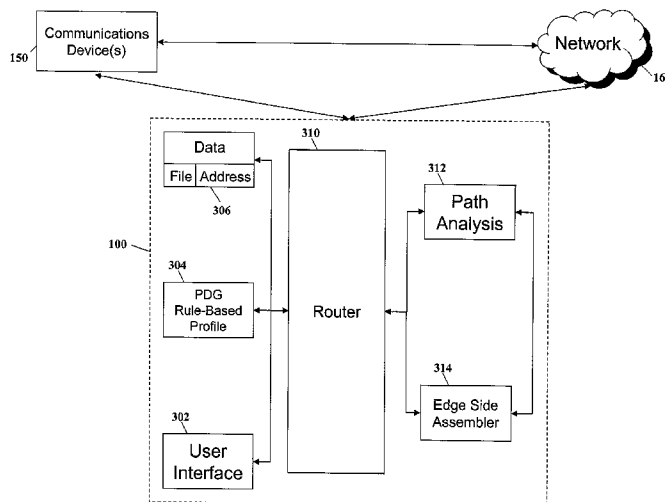 Communications
Device(s)
150
Network
16
310
Data
File Address
306
312
Path
Analysis
100
304
PDG
Rule-Based
Profile
Router
314
Edge Side
Assembler
302
User
Interface